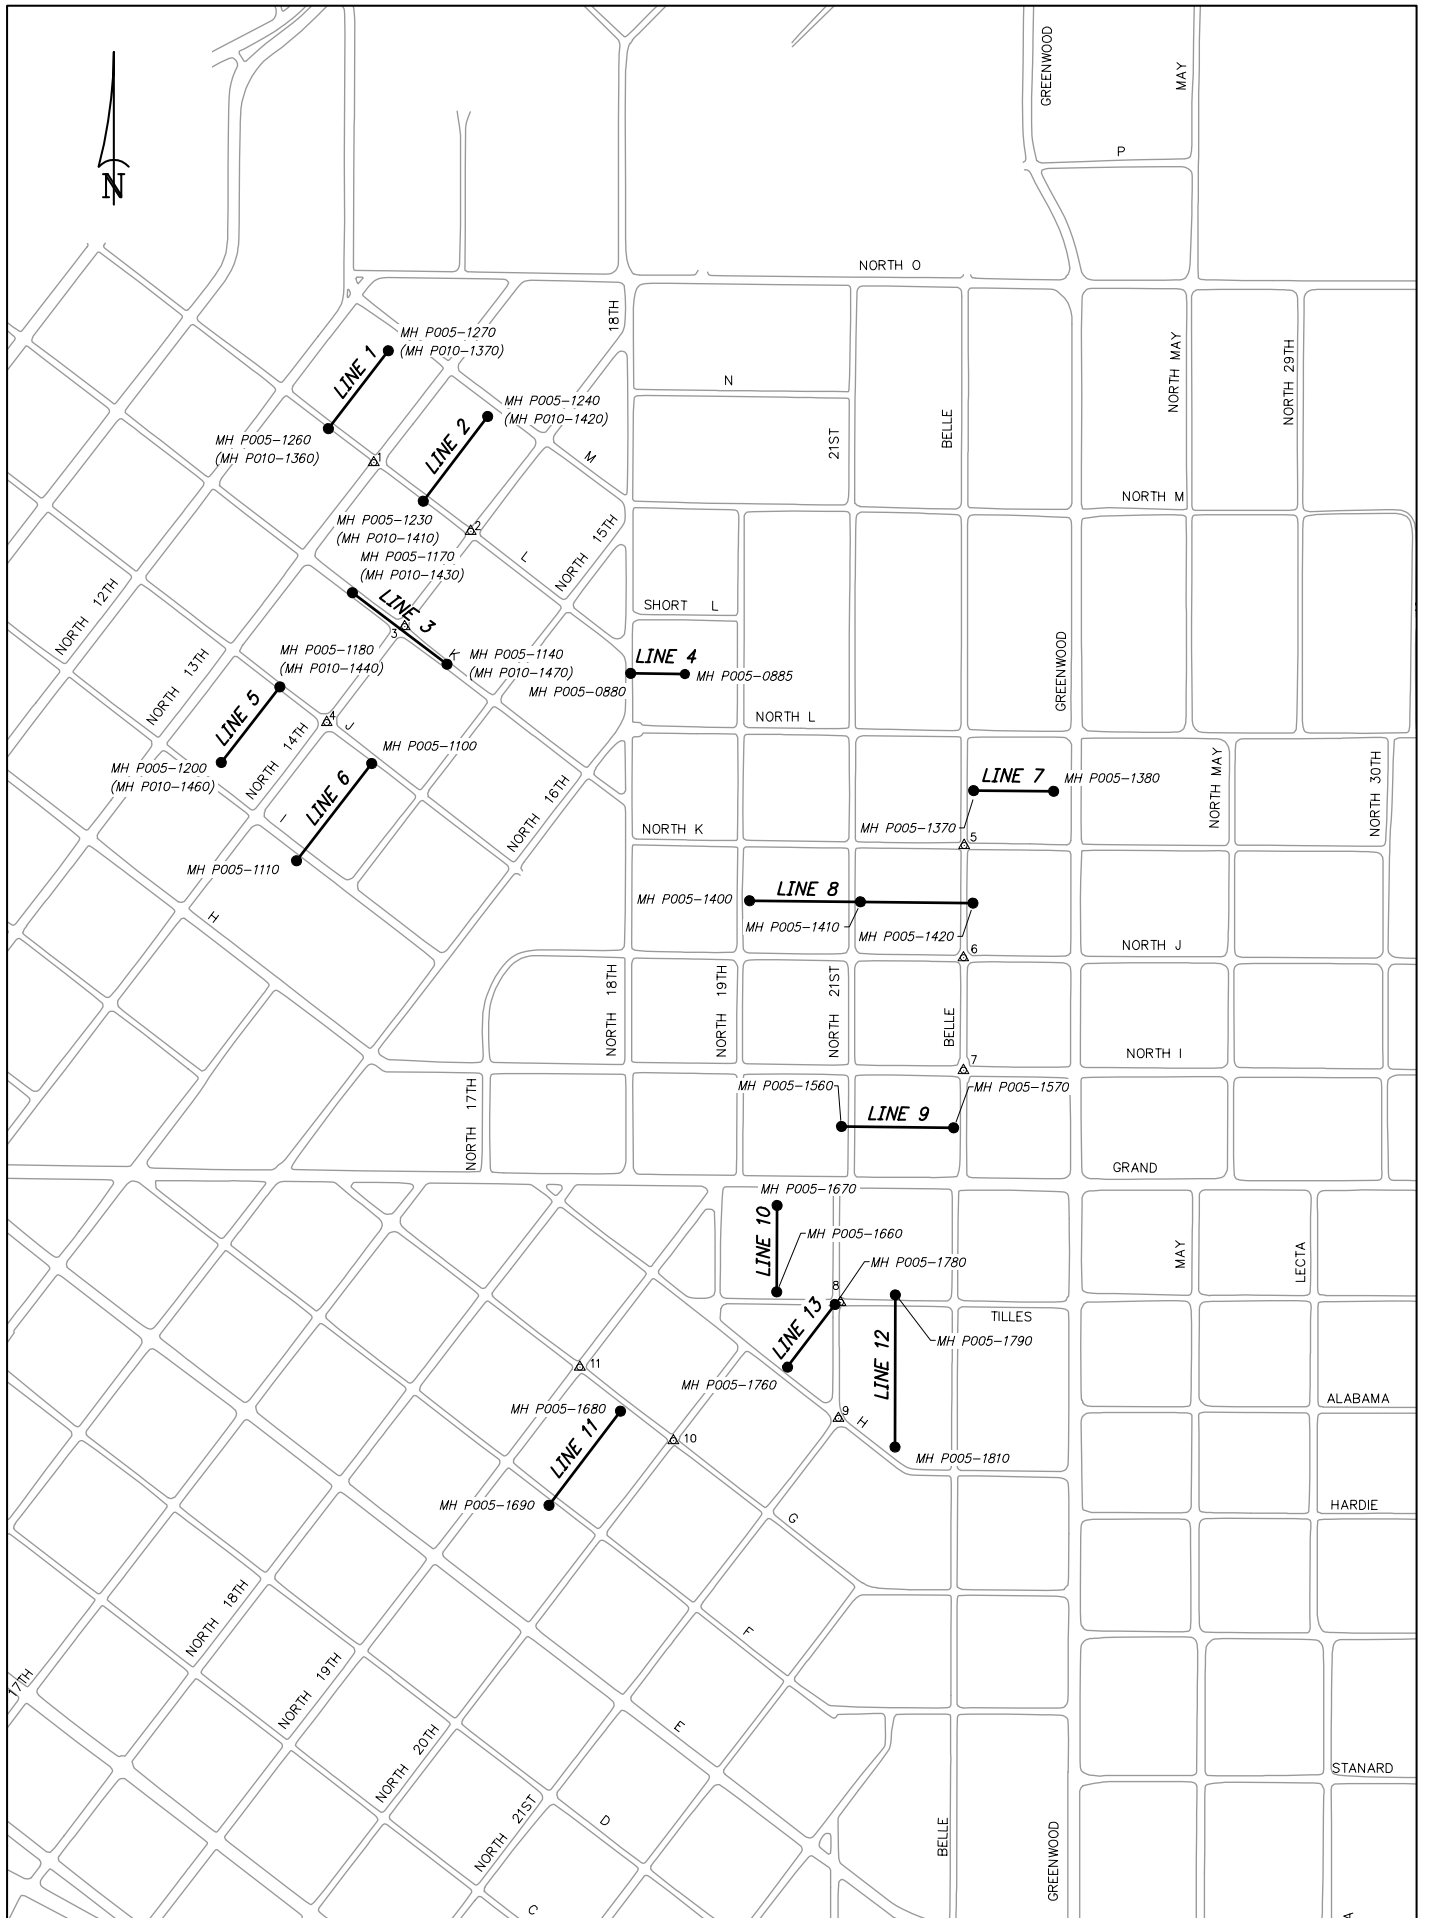 GREENWOOD
MAY
P
N
NORTH O
18TH
MH P005-1270
(MH P010-1370)
LINE 1
NORTH MAY
NORTH 29TH
N
MH P005-1240
(MH P010-1420)
21ST
BELLE
MH P005-1260
(MH P010-1360)
LINE 2
1
M
NORTH M
MH P005-1230
(MH P010-1410)
2
MH P005-1170
(MH P010-1430)
L
NORTH 15TH
NORTH 12TH
LINE 3
SHORT L
3
K
NORTH 13TH
MH P005-1180
(MH P010-1440)
MH P005-1140
(MH P010-1470)
LINE 4
MH P005-0885
MH P005-0880
GREENWOOD
LINE 5
4
J
NORTH L
NORTH 14TH
MH P005-1100
MH P005-1200
(MH P010-1460)
LINE 6
LINE 7
MH P005-1380
NORTH MAY
NORTH 30TH
I
NORTH 16TH
NORTH K
MH P005-1370
5
MH P005-1110
LINE 8
MH P005-1400
H
MH P005-1410
MH P005-1420
6
NORTH J
NORTH 18TH
NORTH 19TH
NORTH 21ST
BELLE
NORTH I
7
MH P005-1560
MH P005-1570
NORTH 17TH
LINE 9
GRAND
MH P005-1670
LINE 10
MH P005-1660
MAY
LECTA
MH P005-1780
8
LINE 13
TILLES
LINE 12
MH P005-1790
11
MH P005-1760
ALABAMA
MH P005-1680
9
H
LINE 11
10
MH P005-1810
MH P005-1690
HARDIE
G
NORTH 18TH
F
17TH
NORTH 19TH
E
NORTH 20TH
STANARD
D
NORTH 21ST
BELLE
GREENWOOD
C